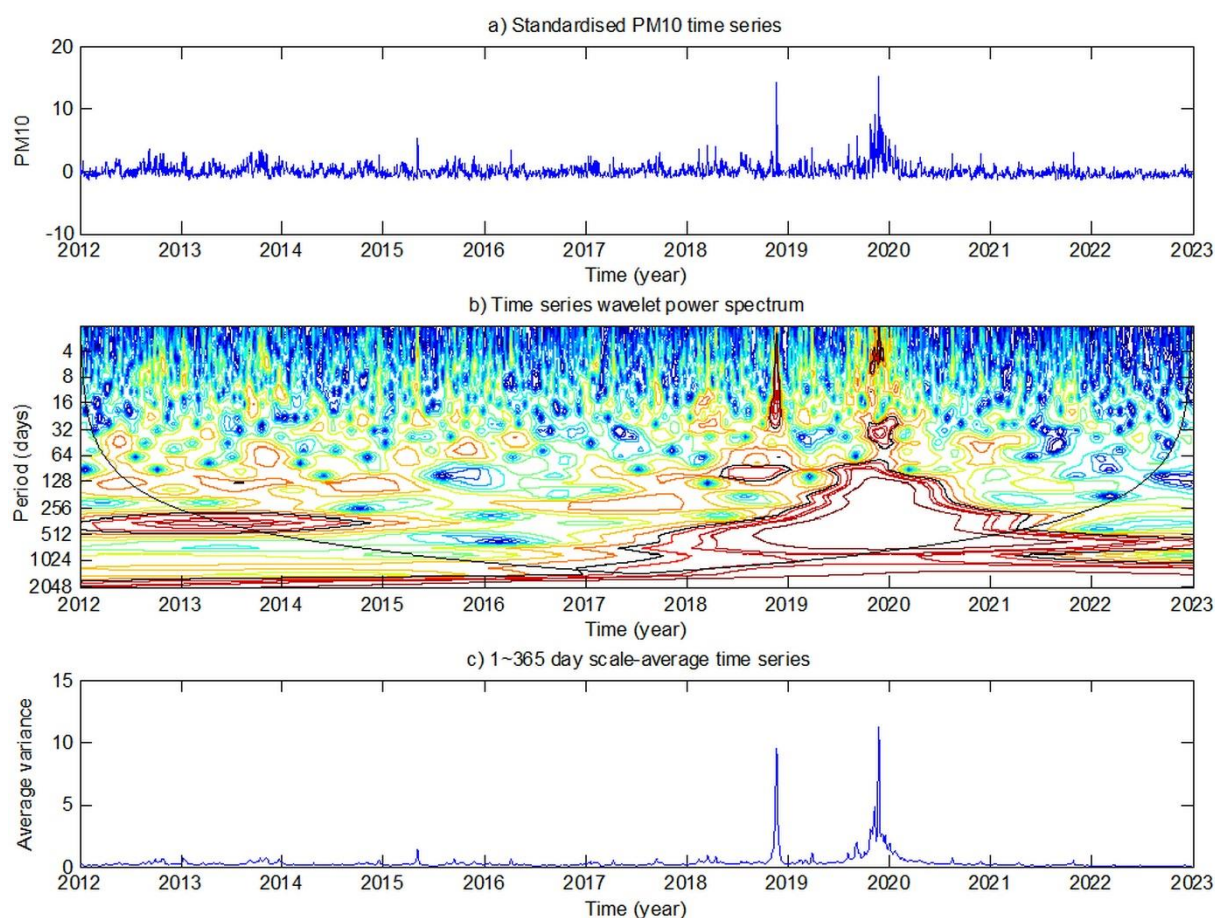 a) Standardised PM10 time series
20
10
0
-10
PM10
2012 2013 2014 2015 2016 2017 2018 2019 2020 2021 2022 2023
Time (year)
b) Time series wavelet power spectrum
4
8
16
32
64
128
256
512
1024
2048
Period (days)
2012 2013 2014 2015 2016 2017 2018 2019 2020 2021 2022 2023
Time (year)
c) 1~365 day scale-average time series
15
10
5
0
Average variance
2012 2013 2014 2015 2016 2017 2018 2019 2020 2021 2022 2023
Time (year)